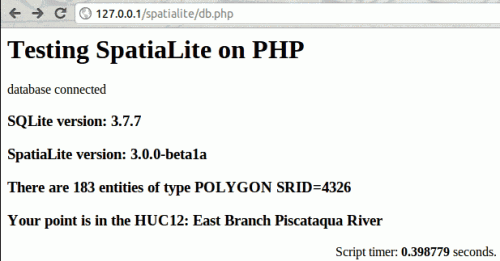 127.0.0.1/spatialite/db.php
Testing SpatiaLite on PHP
database connected
SQLite version: 3.7.7
SpatiaLite version: 3.0.0-beta1a
There are 183 entities of type POLYGON SRID=4326
Your point is in the HUC12: East Branch Piscataqua River
Script timer: 0.398779 seconds.